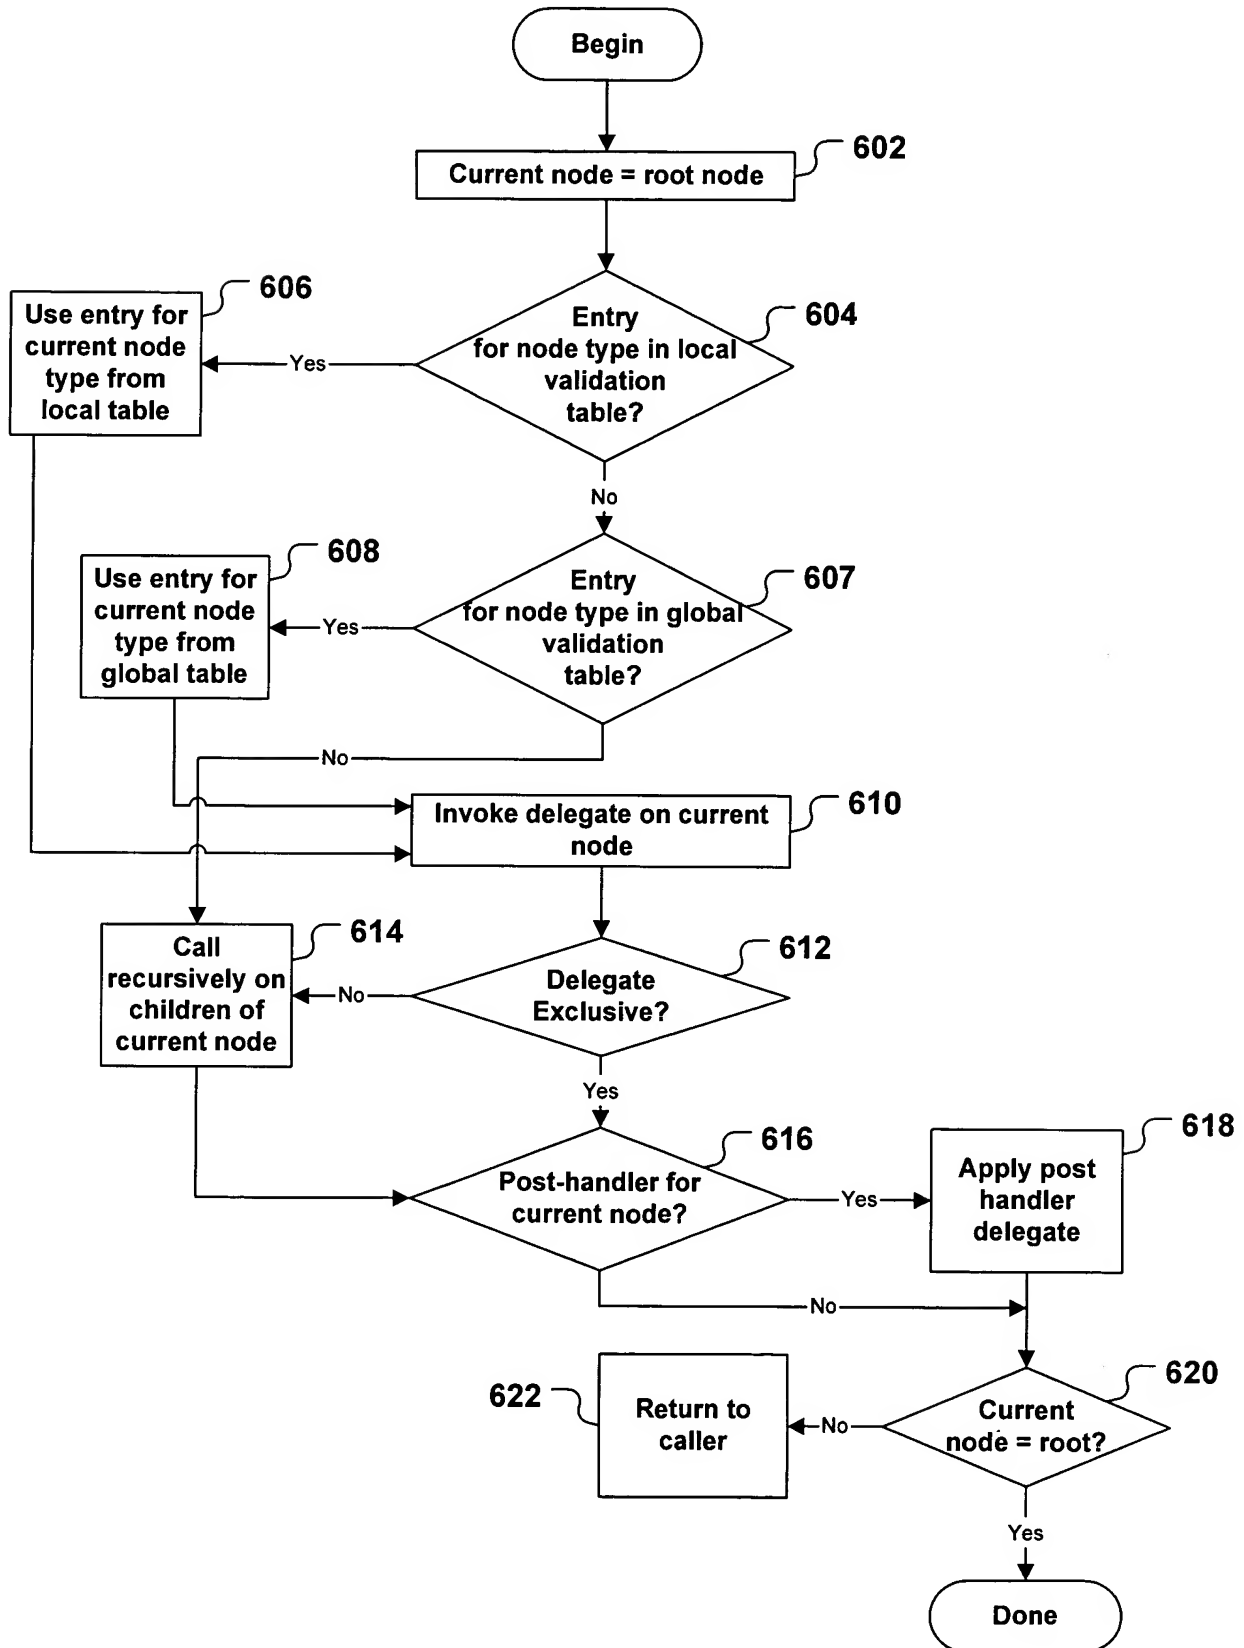 Begin
602
Current node = root node
606
Use entry for
current node
type from
local table
604
Entry
for node type in local
validation
table?
Yes
No
608
Use entry for
current node
type from
global table
607
Entry
for node type in global
validation
table?
Yes
No
610
Invoke delegate on current
node
614
Call
recursively on
children of
current node
612
Delegate
Exclusive?
No
Yes
616
Post-handler for
current node?
Yes
618
Apply post
handler
delegate
No
622
Return to
caller
620
Current
node = root?
No
Yes
Done